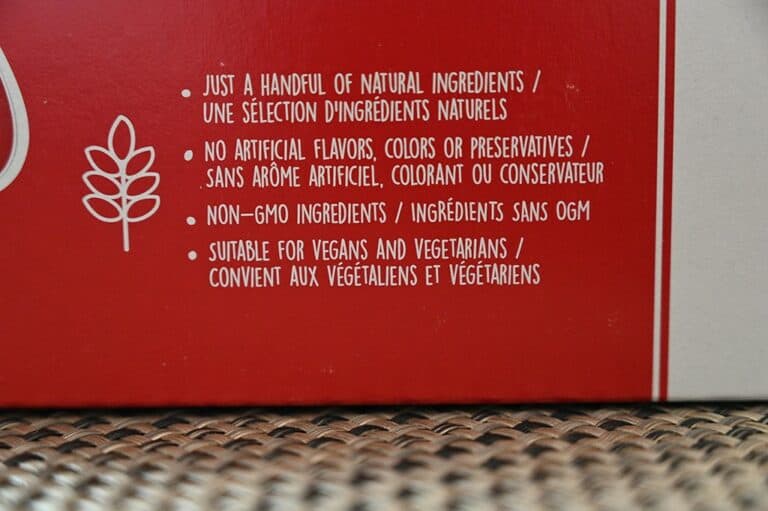 • JUST A HANDFUL OF NATURAL INGREDIENTS /
UNE SÉLECTION D'INGRÉDIENTS NATURELS
• NO ARTIFICIAL FLAVORS, COLORS OR PRESERVATIVES /
SANS ARÔME ARTIFICIEL, COLORANT OU CONSERVATEUR
• NON-GMO INGREDIENTS / INGRÉDIENTS SANS OGM
• SUITABLE FOR VEGANS AND VEGETARIANS /
CONVIENT AUX VÉGÉTALIENS ET VÉGÉTARIENS